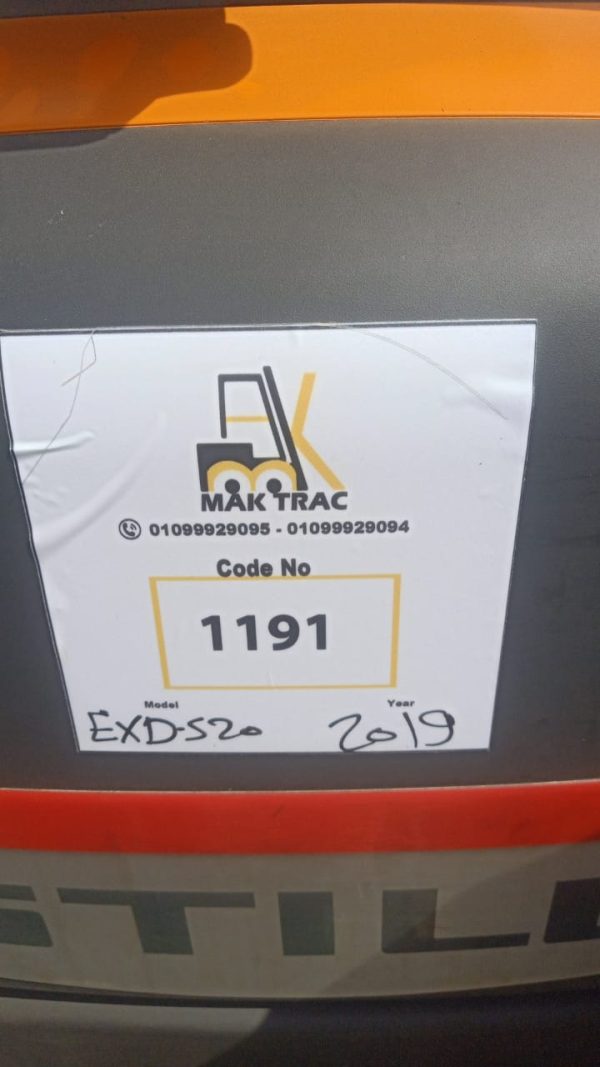 MAK TRAC
01099929095 - 01099929094
Code No
1191
Model Year
EXD-S20 2019
STILL